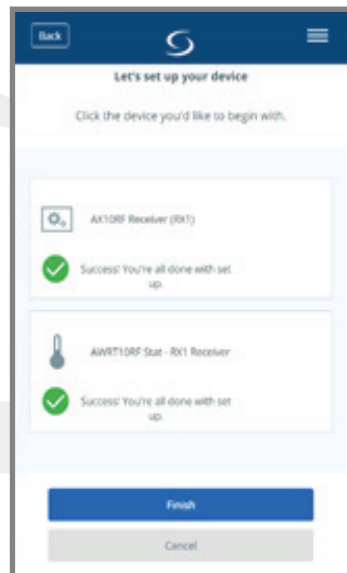 Back
Let's set up your device
Click the device you'd like to begin with.
AX10RF Receiver (RX1)
Success! You're all done with set
up.
AWRT10RF Stat - RX1 Receiver
Success! You're all done with set
up.
Finish
Cancel